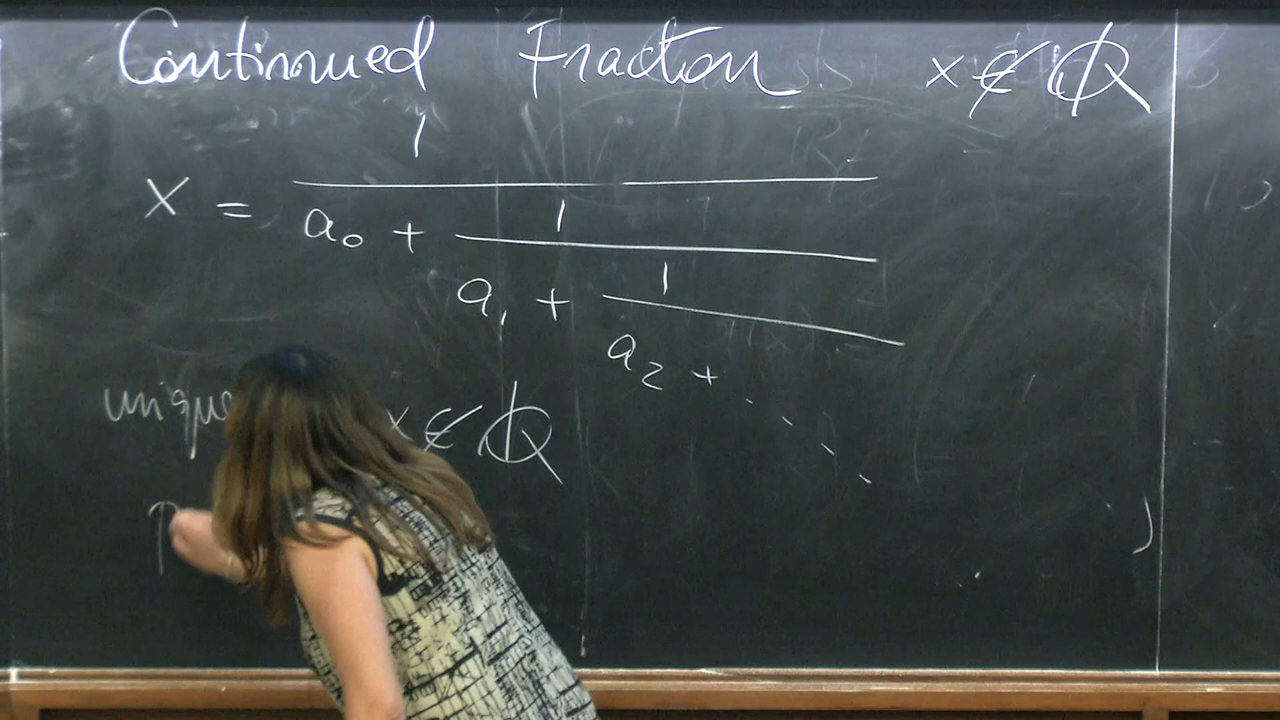 Continued Fraction x ∉ ℚ
x = 1 / (a₀ + 1 / (a₁ + 1 / (a₂ + ⋱
unique x ∉ ℚ